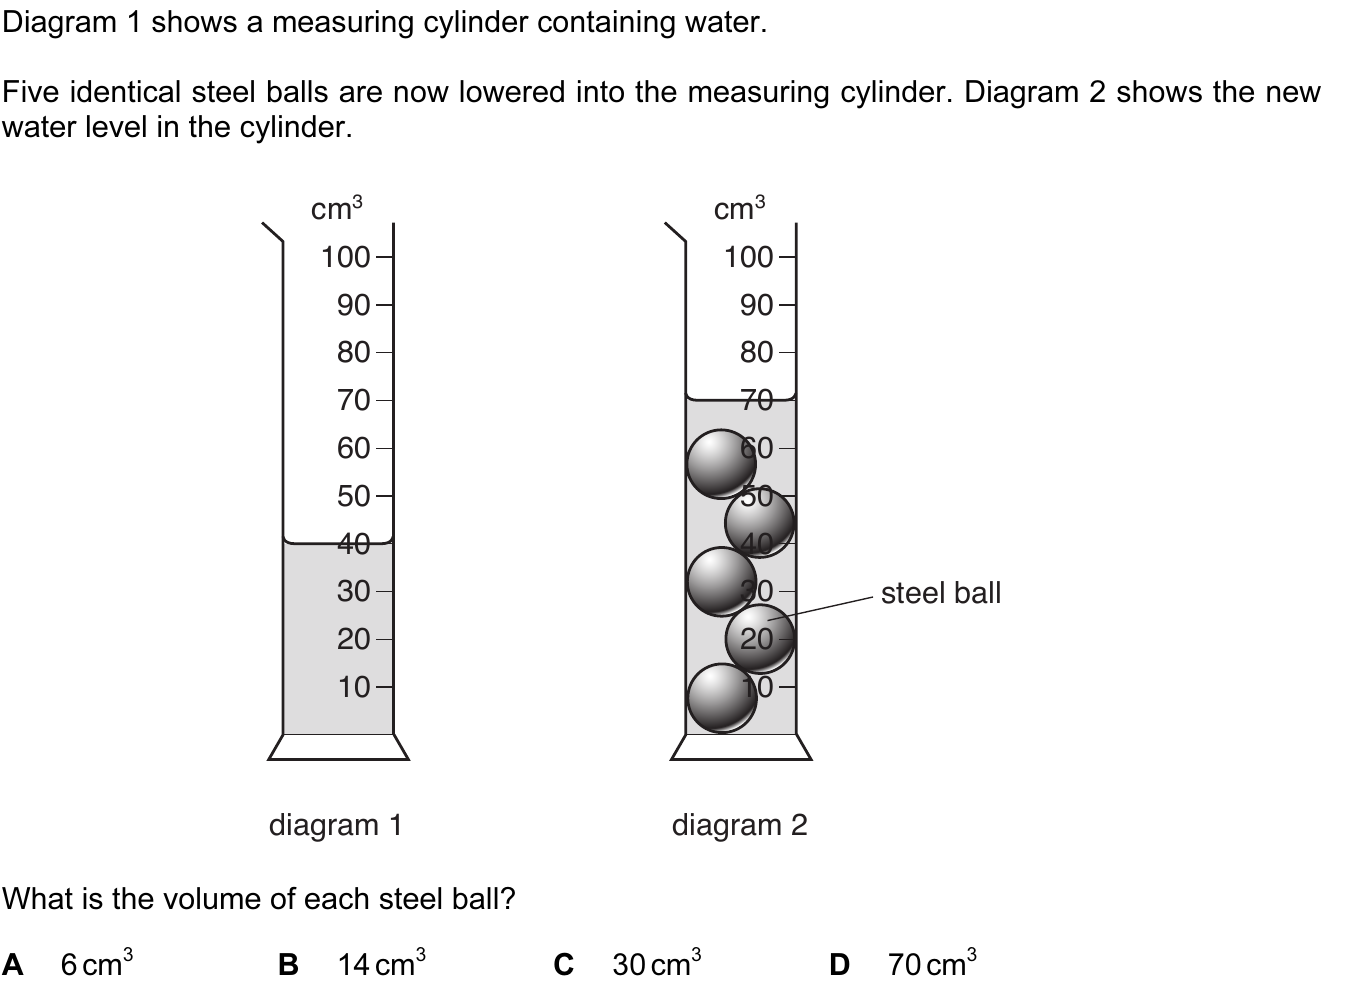 Diagram 1 shows a measuring cylinder containing water.
Five identical steel balls are now lowered into the measuring cylinder. Diagram 2 shows the new
water level in the cylinder.
cm³
100
90
80
70
60
50
40
30
20
10
diagram 1
cm³
100
90
80
70
60
50
40
30
20
10
steel ball
diagram 2
What is the volume of each steel ball?
A 6 cm³ B 14 cm³ C 30 cm³ D 70 cm³